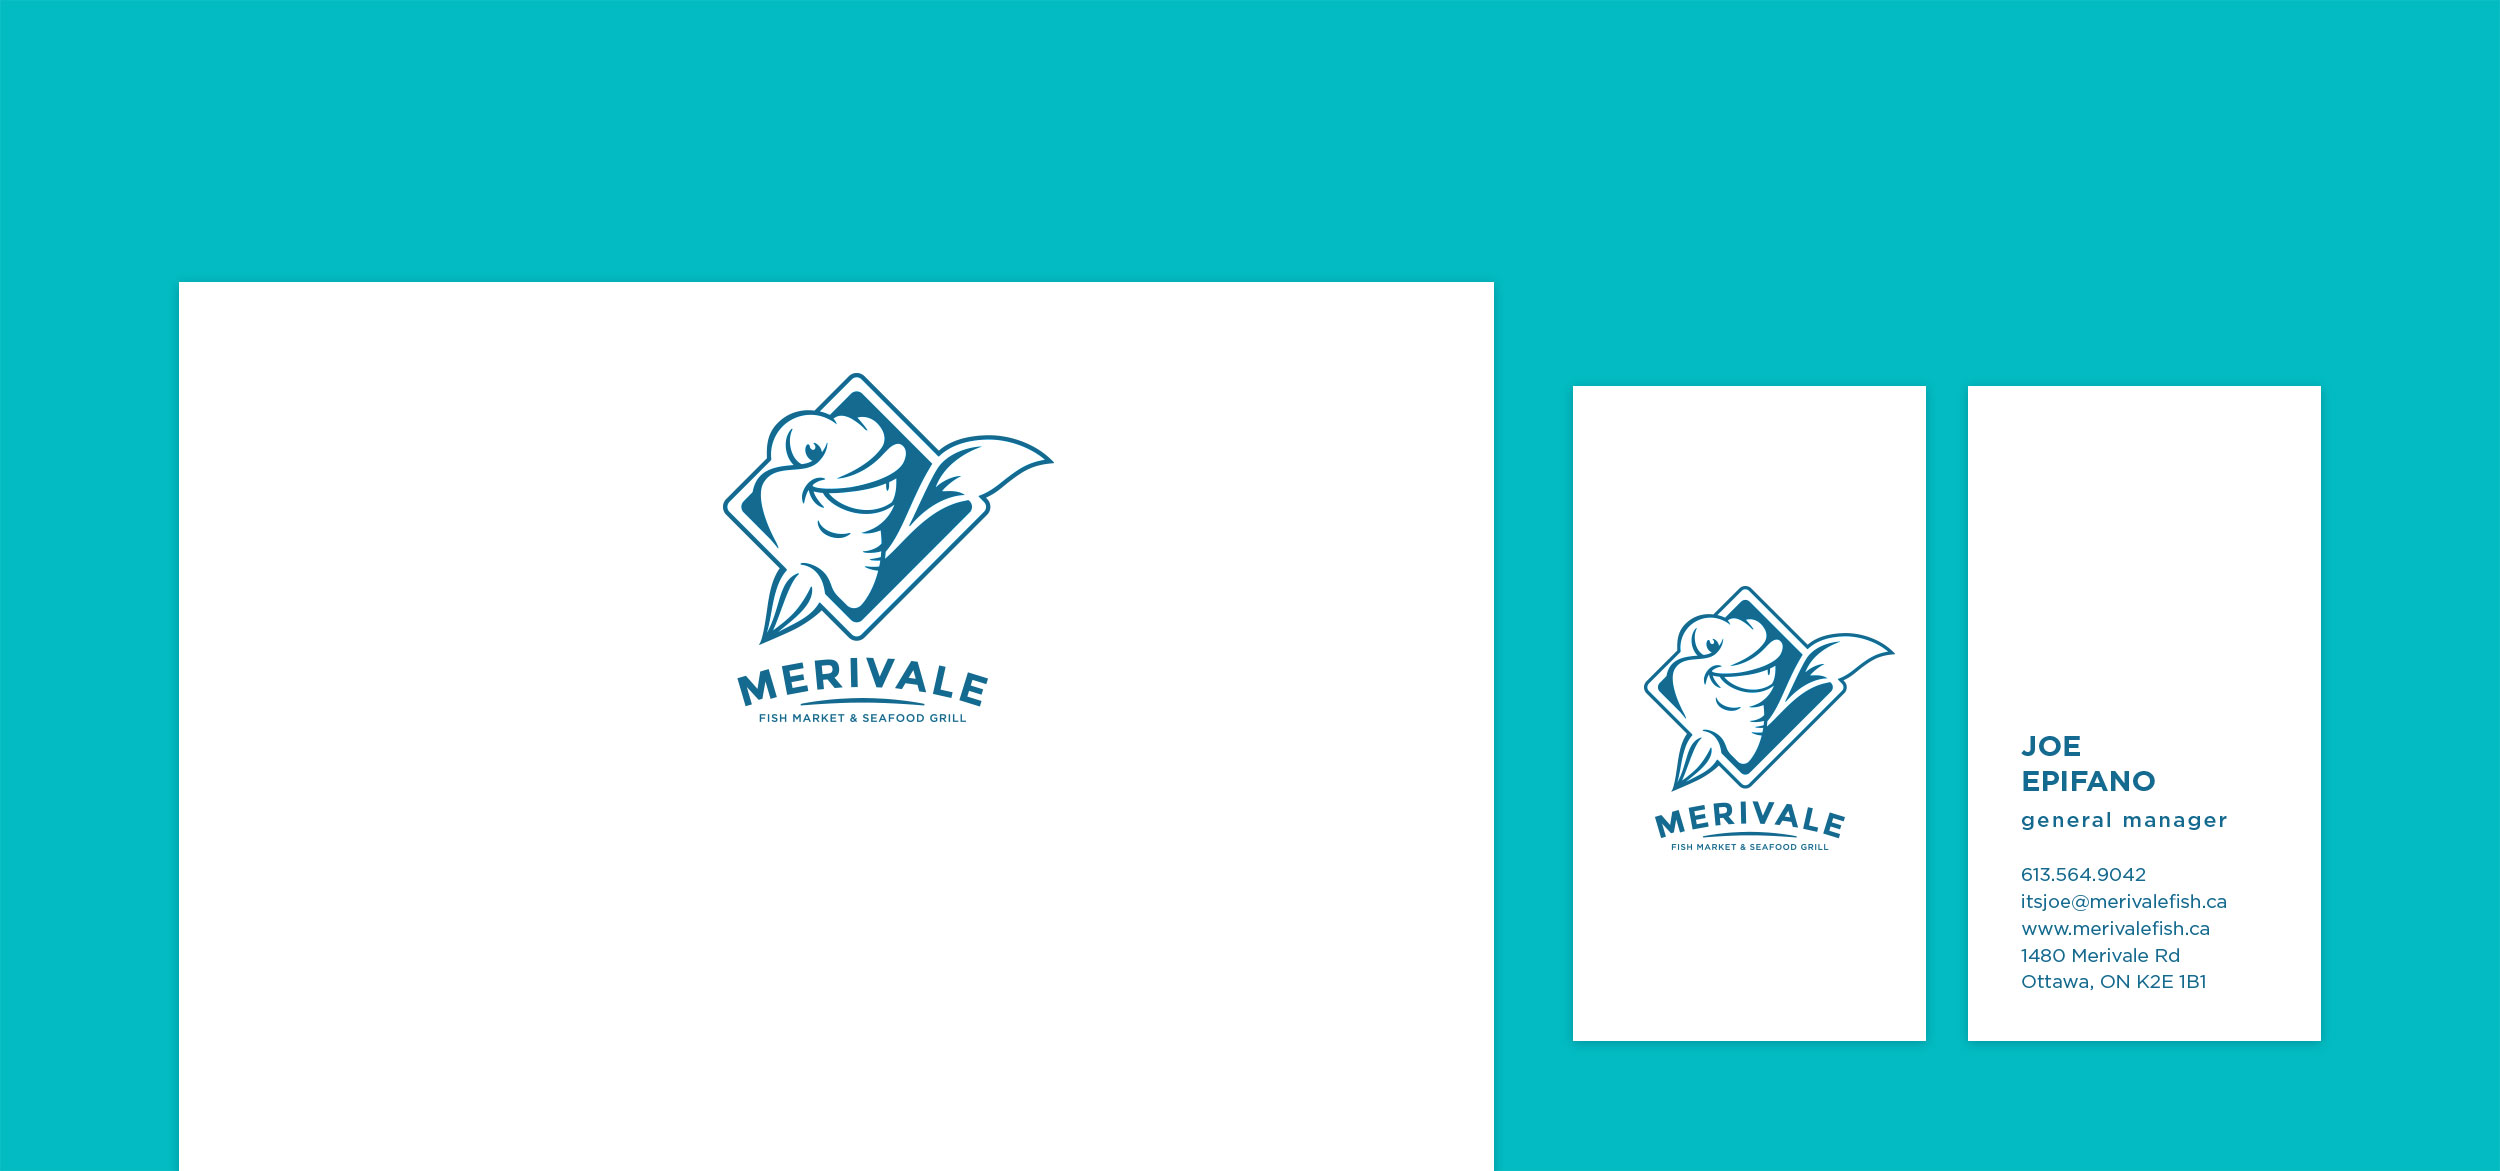 MERIVALE
FISH MARKET & SEAFOOD GRILL
MERIVALE
FISH MARKET & SEAFOOD GRILL
JOE
EPIFANO
general manager
613.564.9042
itsjoe@merivalefish.ca
www.merivalefish.ca
1480 Merivale Rd
Ottawa, ON K2E 1B1